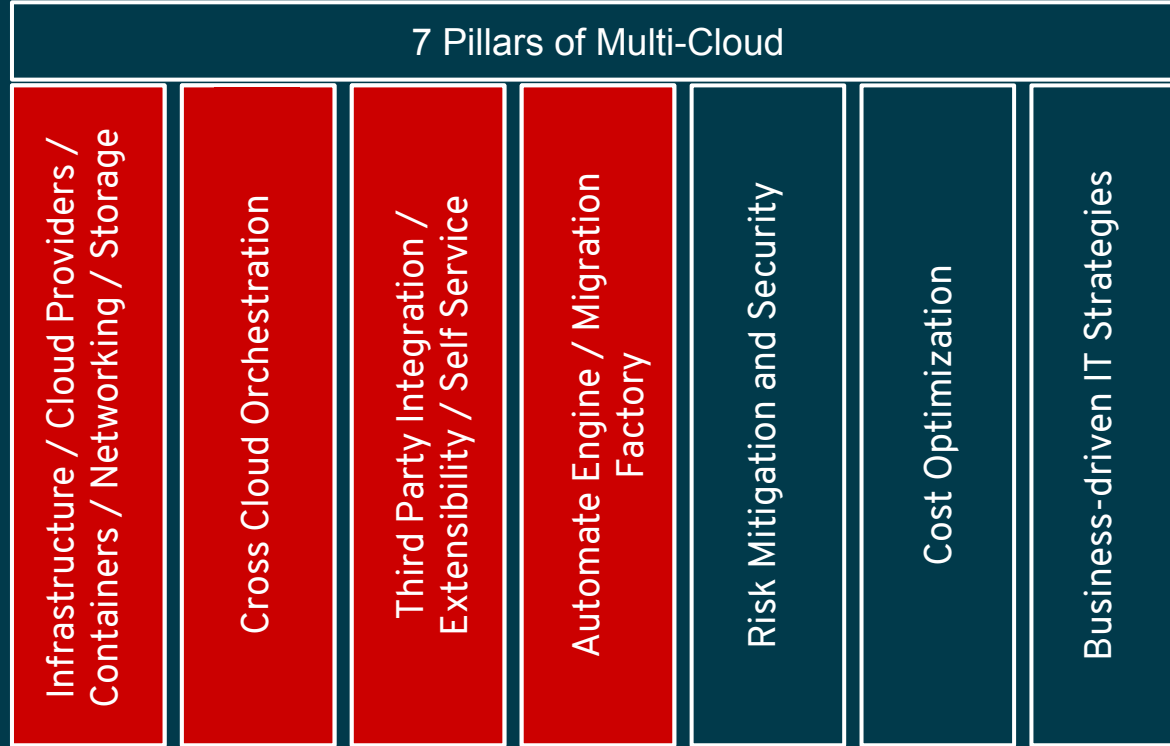 7 Pillars of Multi-Cloud
Infrastructure / Cloud Providers /
Containers / Networking / Storage
Cross Cloud Orchestration
Third Party Integration /
Extensibility / Self Service
Automate Engine / Migration
Factory
Risk Mitigation and Security
Cost Optimization
Business-driven IT Strategies